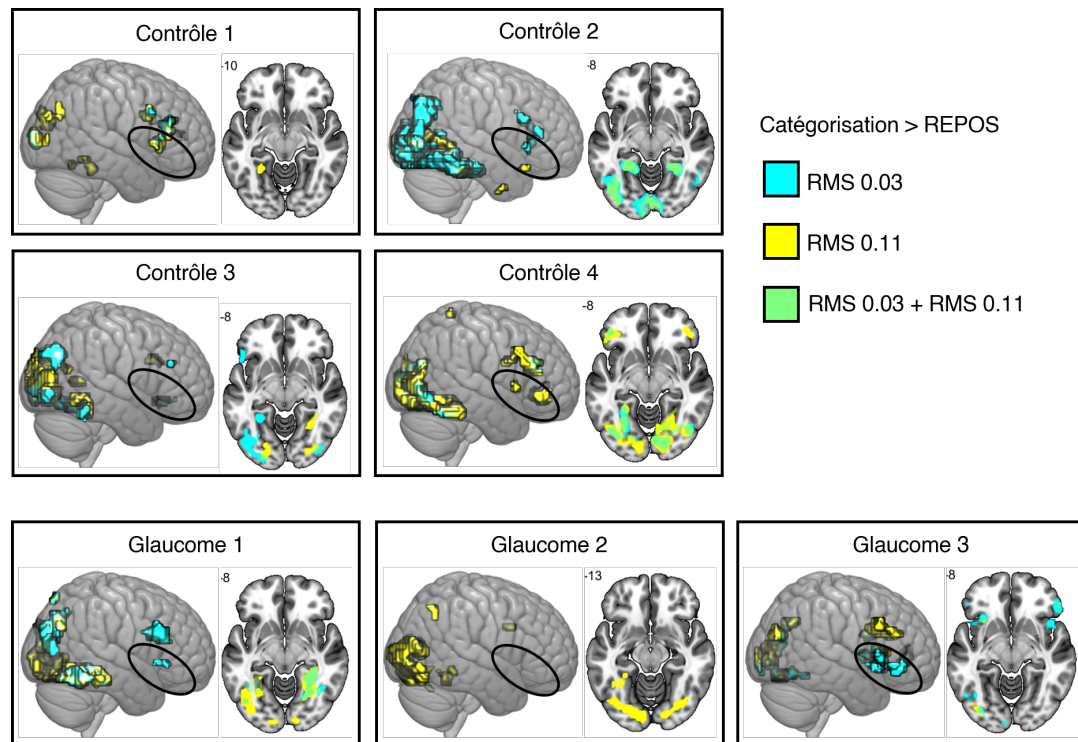 Contrôle 1
-10
Contrôle 2
-8
Catégorisation > REPOS
RMS 0.03
RMS 0.11
RMS 0.03 + RMS 0.11
Contrôle 3
-8
Contrôle 4
-8
Glaucome 1
-8
Glaucome 2
-13
Glaucome 3
-8